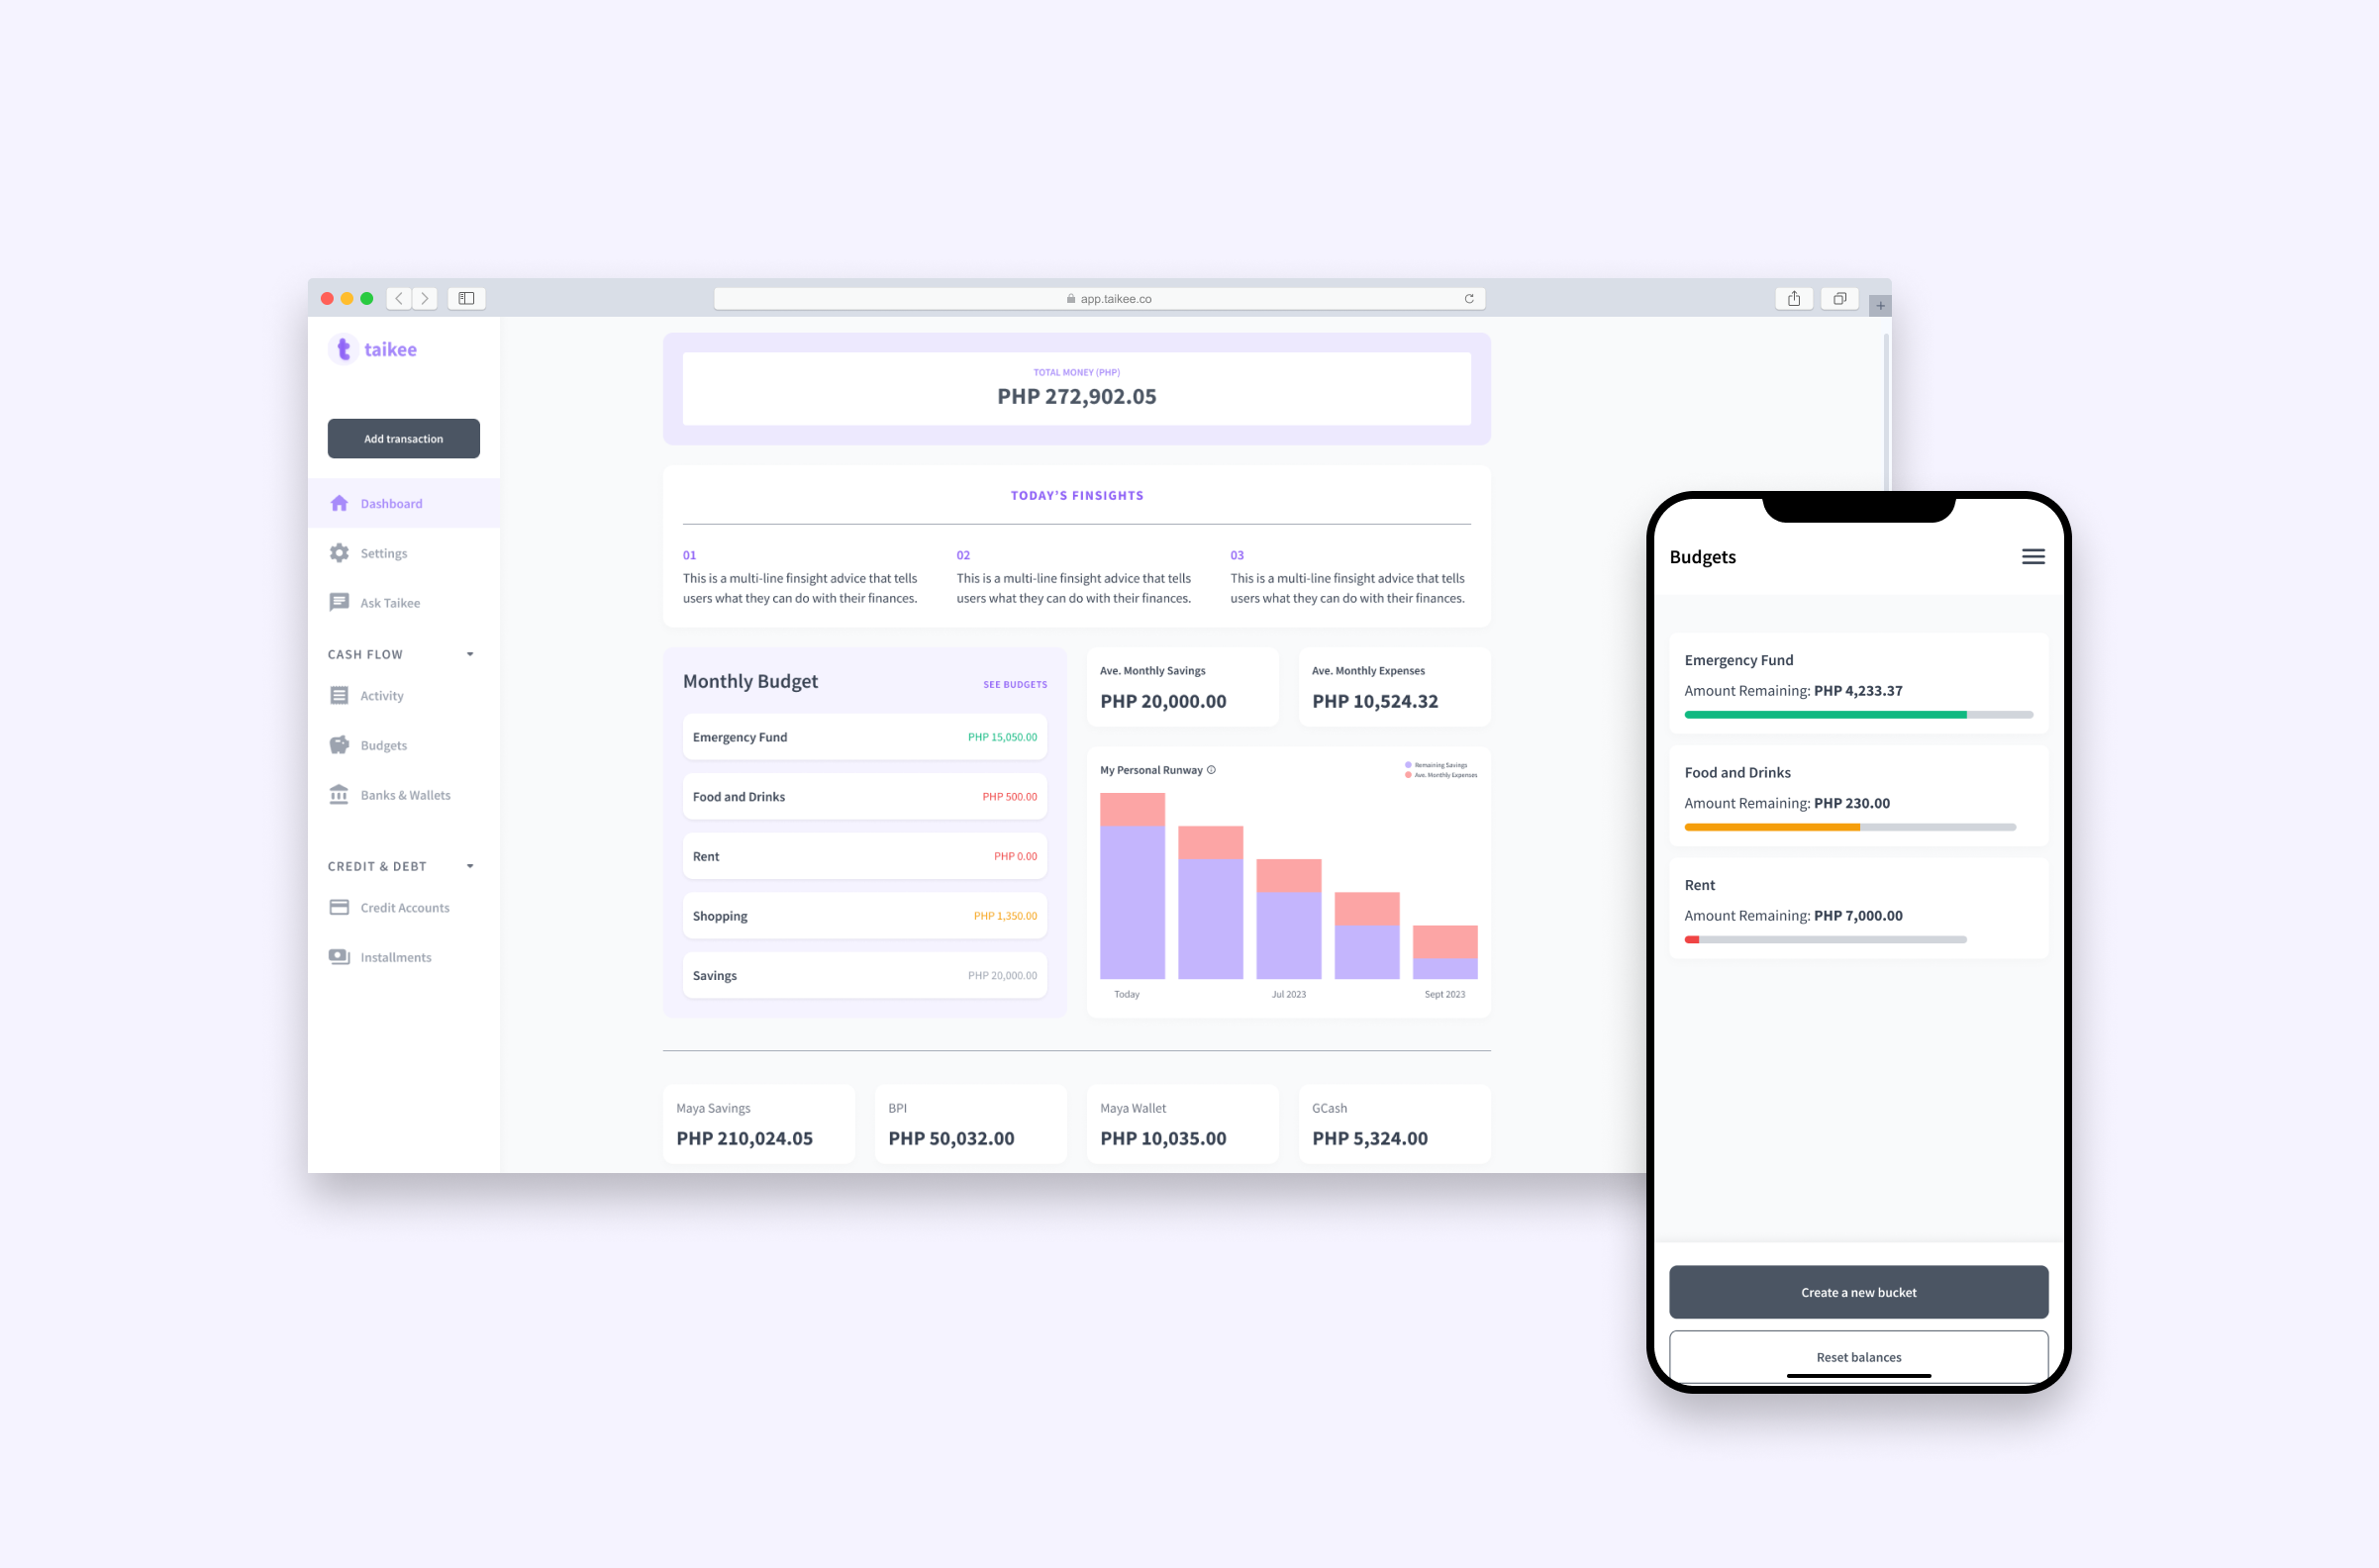 app.taikee.co
taikee
Add transaction
Dashboard
Settings
Ask Taikee
CASH FLOW
Activity
Budgets
Banks & Wallets
CREDIT & DEBT
Credit Accounts
Installments
TOTAL MONEY (PHP)
PHP 272,902.05
TODAY'S FINSIGHTS
01
This is a multi-line finsight advice that tells
users what they can do with their finances.
02
This is a multi-line finsight advice that tells
users what they can do with their finances.
03
This is a multi-line finsight advice that tells
users what they can do with their finances.
Monthly Budget
SEE BUDGETS
Emergency Fund PHP 15,050.00
Food and Drinks PHP 500.00
Rent PHP 0.00
Shopping PHP 1,350.00
Savings PHP 20,000.00
Ave. Monthly Savings
PHP 20,000.00
Ave. Monthly Expenses
PHP 10,524.32
My Personal Runway
Remaining Savings
Ave. Monthly Expenses
Today Jul 2023 Sept 2023
Maya Savings
PHP 210,024.05
BPI
PHP 50,032.00
Maya Wallet
PHP 10,035.00
GCash
PHP 5,324.00
Budgets
Emergency Fund
Amount Remaining: PHP 4,233.37
Food and Drinks
Amount Remaining: PHP 230.00
Rent
Amount Remaining: PHP 7,000.00
Create a new bucket
Reset balances